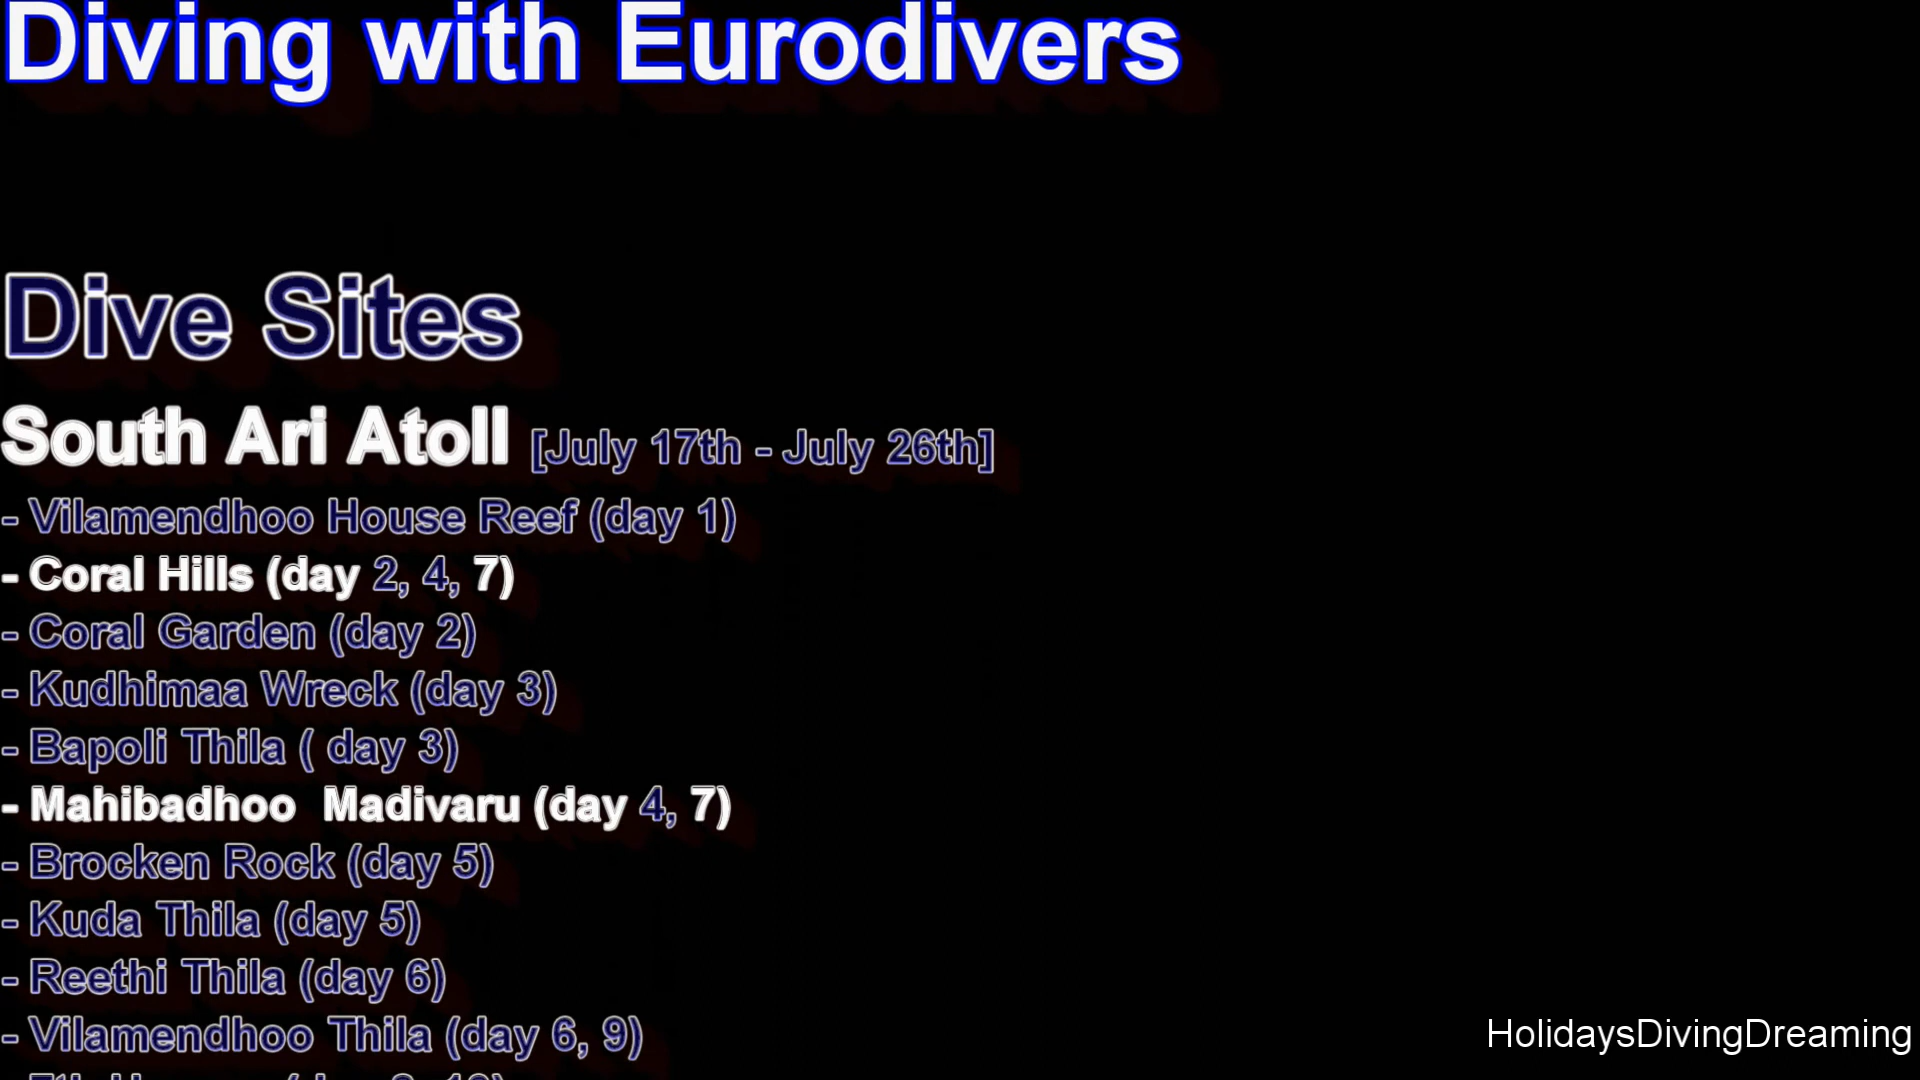 Diving with Eurodivers
Dive Sites
South Ari Atoll [July 17th - July 26th]
- Vilamendhoo House Reef (day 1)
- Coral Hills (day 2, 4, 7)
- Coral Garden (day 2)
- Kudhimaa Wreck (day 3)
- Bapoli Thila ( day 3)
- Mahibadhoo  Madivaru (day 4, 7)
- Brocken Rock (day 5)
- Kuda Thila (day 5)
- Reethi Thila (day 6)
- Vilamendhoo Thila (day 6, 9)
HolidaysDivingDreaming